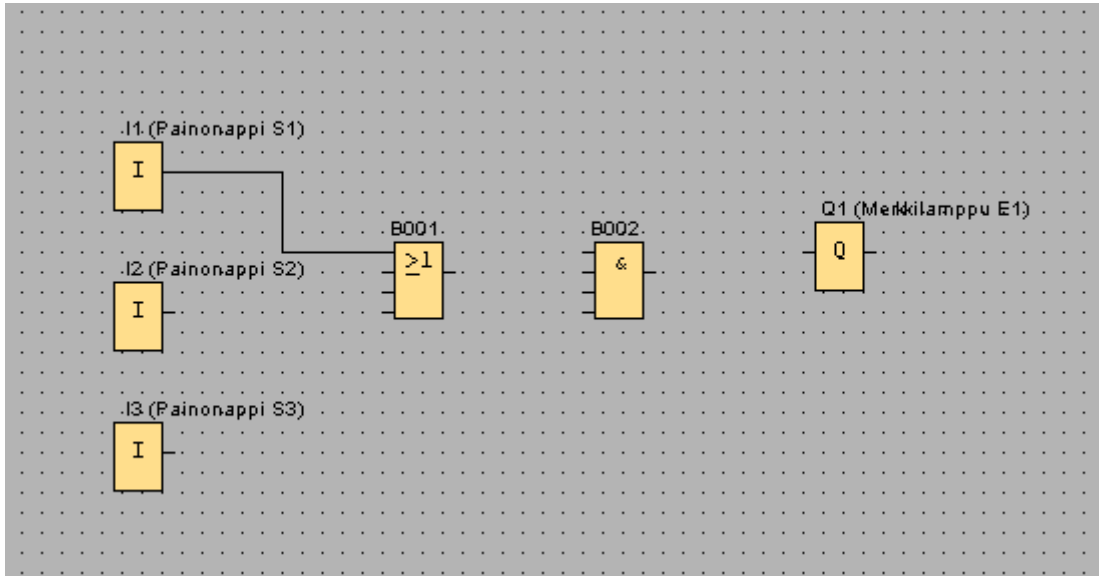 I1 (Painonappi S1)
I
B001
≥1
B002
&
Q1 (Merkkilamppu E1)
Q
I2 (Painonappi S2)
I
I3 (Painonappi S3)
I